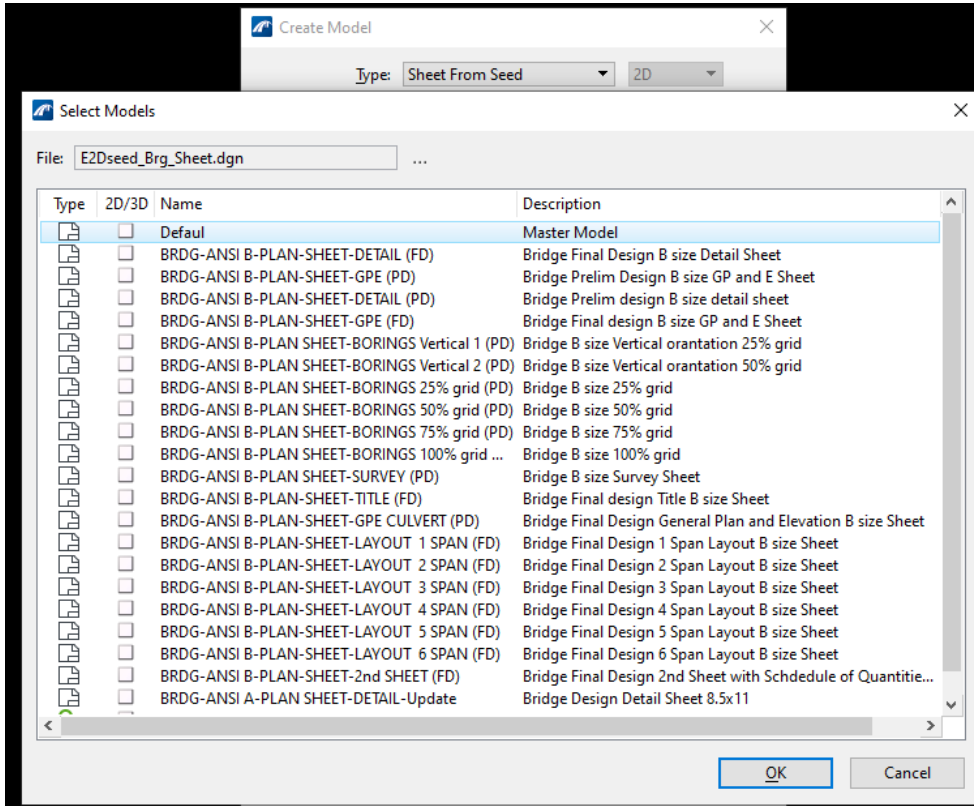 Create Model
Type: Sheet From Seed 2D
Select Models
File: E2Dseed_Brg_Sheet.dgn ...
Type 2D/3D Name Description
Defaul Master Model
BRDG-ANSI B-PLAN-SHEET-DETAIL (FD) Bridge Final Design B size Detail Sheet
BRDG-ANSI B-PLAN-SHEET-GPE (PD) Bridge Prelim Design B size GP and E Sheet
BRDG-ANSI B-PLAN-SHEET-DETAIL (PD) Bridge Prelim design B size detail sheet
BRDG-ANSI B-PLAN-SHEET-GPE (FD) Bridge Final design B size GP and E Sheet
BRDG-ANSI B-PLAN SHEET-BORINGS Vertical 1 (PD) Bridge B size Vertical orantation 25% grid
BRDG-ANSI B-PLAN SHEET-BORINGS Vertical 2 (PD) Bridge B size Vertical orantation 50% grid
BRDG-ANSI B-PLAN SHEET-BORINGS 25% grid (PD) Bridge B size 25% grid
BRDG-ANSI B-PLAN SHEET-BORINGS 50% grid (PD) Bridge B size 50% grid
BRDG-ANSI B-PLAN SHEET-BORINGS 75% grid (PD) Bridge B size 75% grid
BRDG-ANSI B-PLAN SHEET-BORINGS 100% grid ... Bridge B size 100% grid
BRDG-ANSI B-PLAN SHEET-SURVEY (PD) Bridge B size Survey Sheet
BRDG-ANSI B-PLAN-SHEET-TITLE (FD) Bridge Final design Title B size Sheet
BRDG-ANSI B-PLAN-SHEET-GPE CULVERT (PD) Bridge Final Design General Plan and Elevation B size Sheet
BRDG-ANSI B-PLAN-SHEET-LAYOUT 1 SPAN (FD) Bridge Final Design 1 Span Layout B size Sheet
BRDG-ANSI B-PLAN-SHEET-LAYOUT 2 SPAN (FD) Bridge Final Design 2 Span Layout B size Sheet
BRDG-ANSI B-PLAN-SHEET-LAYOUT 3 SPAN (FD) Bridge Final Design 3 Span Layout B size Sheet
BRDG-ANSI B-PLAN-SHEET-LAYOUT 4 SPAN (FD) Bridge Final Design 4 Span Layout B size Sheet
BRDG-ANSI B-PLAN-SHEET-LAYOUT 5 SPAN (FD) Bridge Final Design 5 Span Layout B size Sheet
BRDG-ANSI B-PLAN-SHEET-LAYOUT 6 SPAN (FD) Bridge Final Design 6 Span Layout B size Sheet
BRDG-ANSI B-PLAN-SHEET-2nd SHEET (FD) Bridge Final Design 2nd Sheet with Schdedule of Quantitie...
BRDG-ANSI A-PLAN SHEET-DETAIL-Update Bridge Design Detail Sheet 8.5x11
OK Cancel